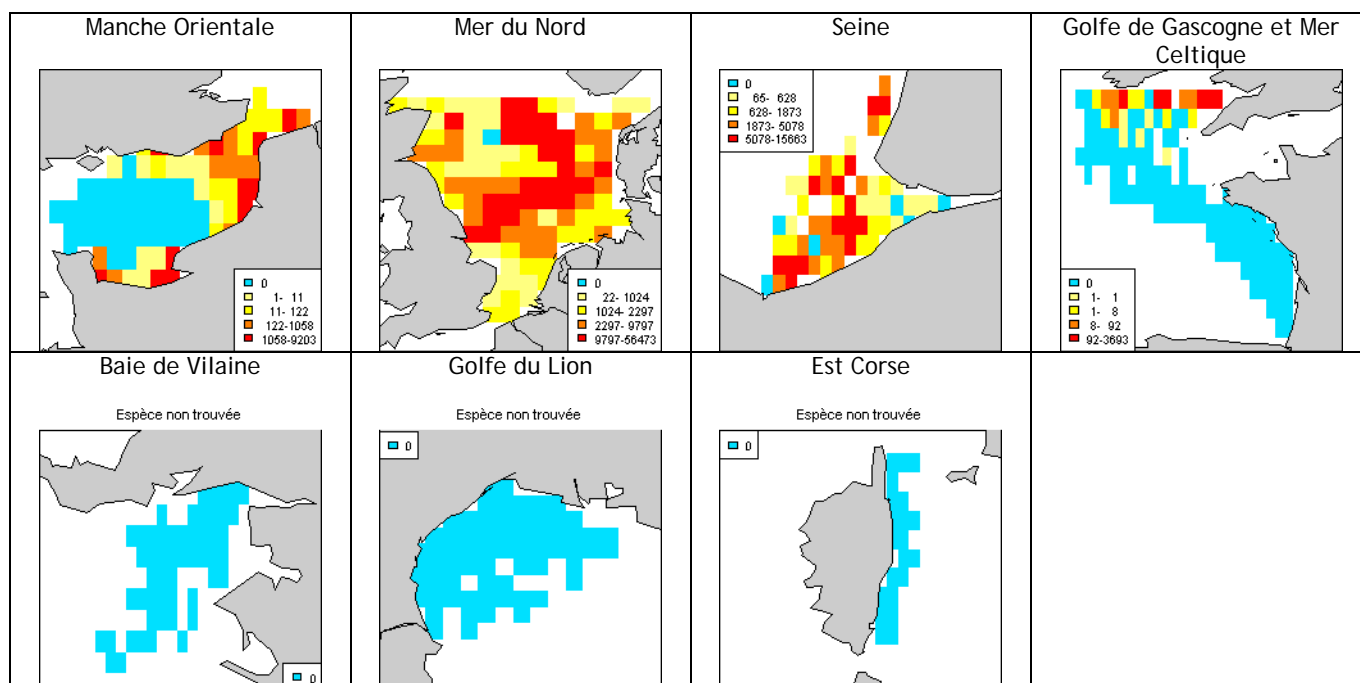 Manche Orientale
0
1- 11
11- 122
122-1058
1058-9203
Mer du Nord
0
22- 1024
1024- 2297
2297- 9797
9797-56473
Seine
0
65- 628
628- 1873
1873- 5078
5078-15663
Golfe de Gascogne et Mer
Celtique
0
1- 1
1- 8
8- 92
92-3693
Baie de Vilaine
Espèce non trouvée
0
Golfe du Lion
Espèce non trouvée
0
Est Corse
Espèce non trouvée
0